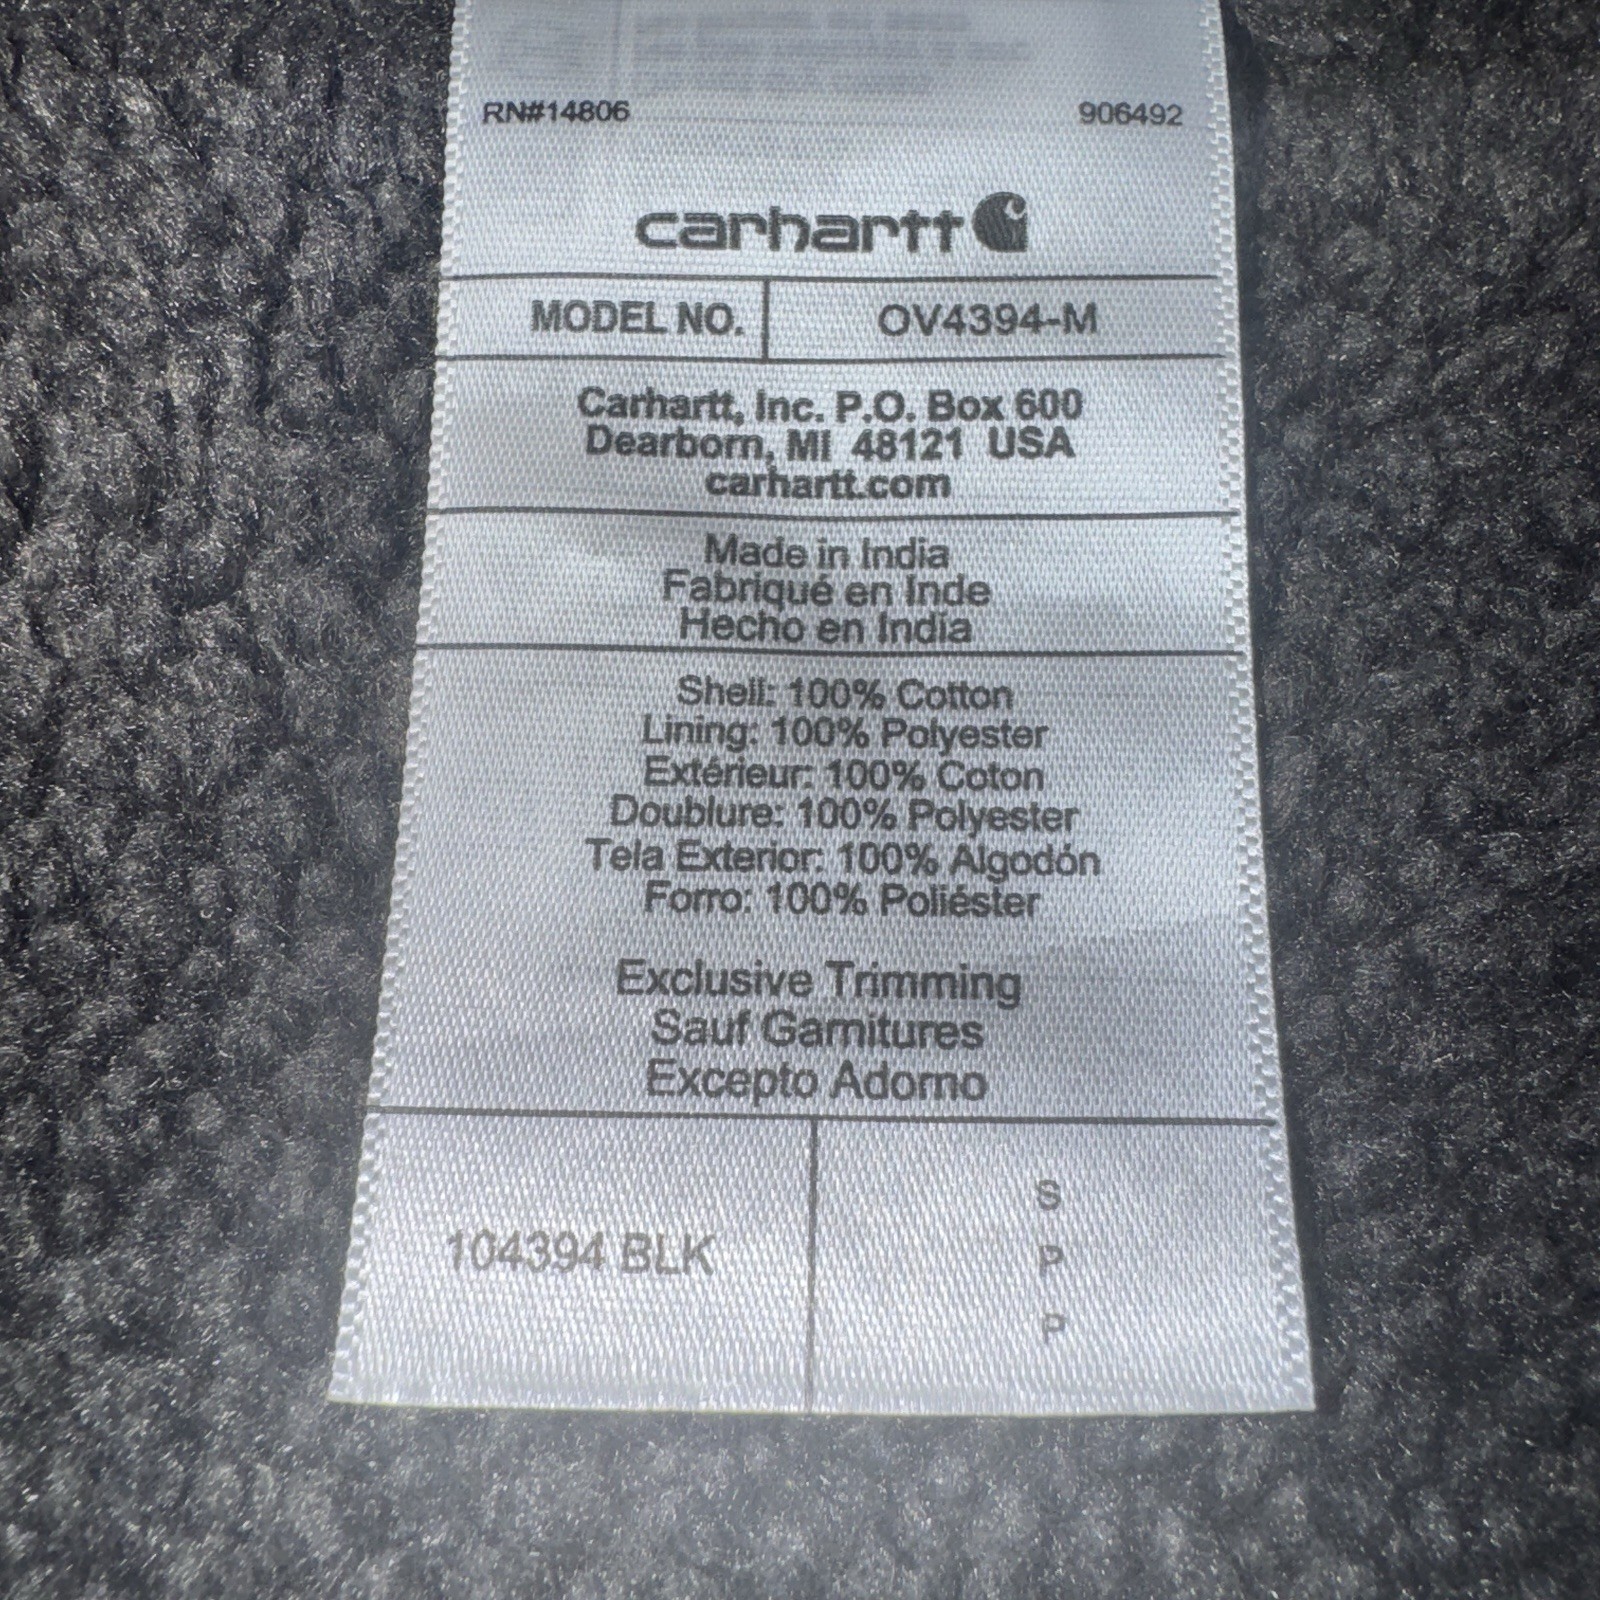 RN#14806 906492
carhartt
MODEL NO. OV4394-M
Carhartt, Inc. P.O. Box 600
Dearborn, MI 48121 USA
carhartt.com
Made in India
Fabriqué en Inde
Hecho en India
Shell: 100% Cotton
Lining: 100% Polyester
Extérieur: 100% Coton
Doublure: 100% Polyester
Tela Exterior: 100% Algodón
Forro: 100% Poliéster
Exclusive Trimming
Sauf Garnitures
Excepto Adorno
104394 BLK
S
P
P